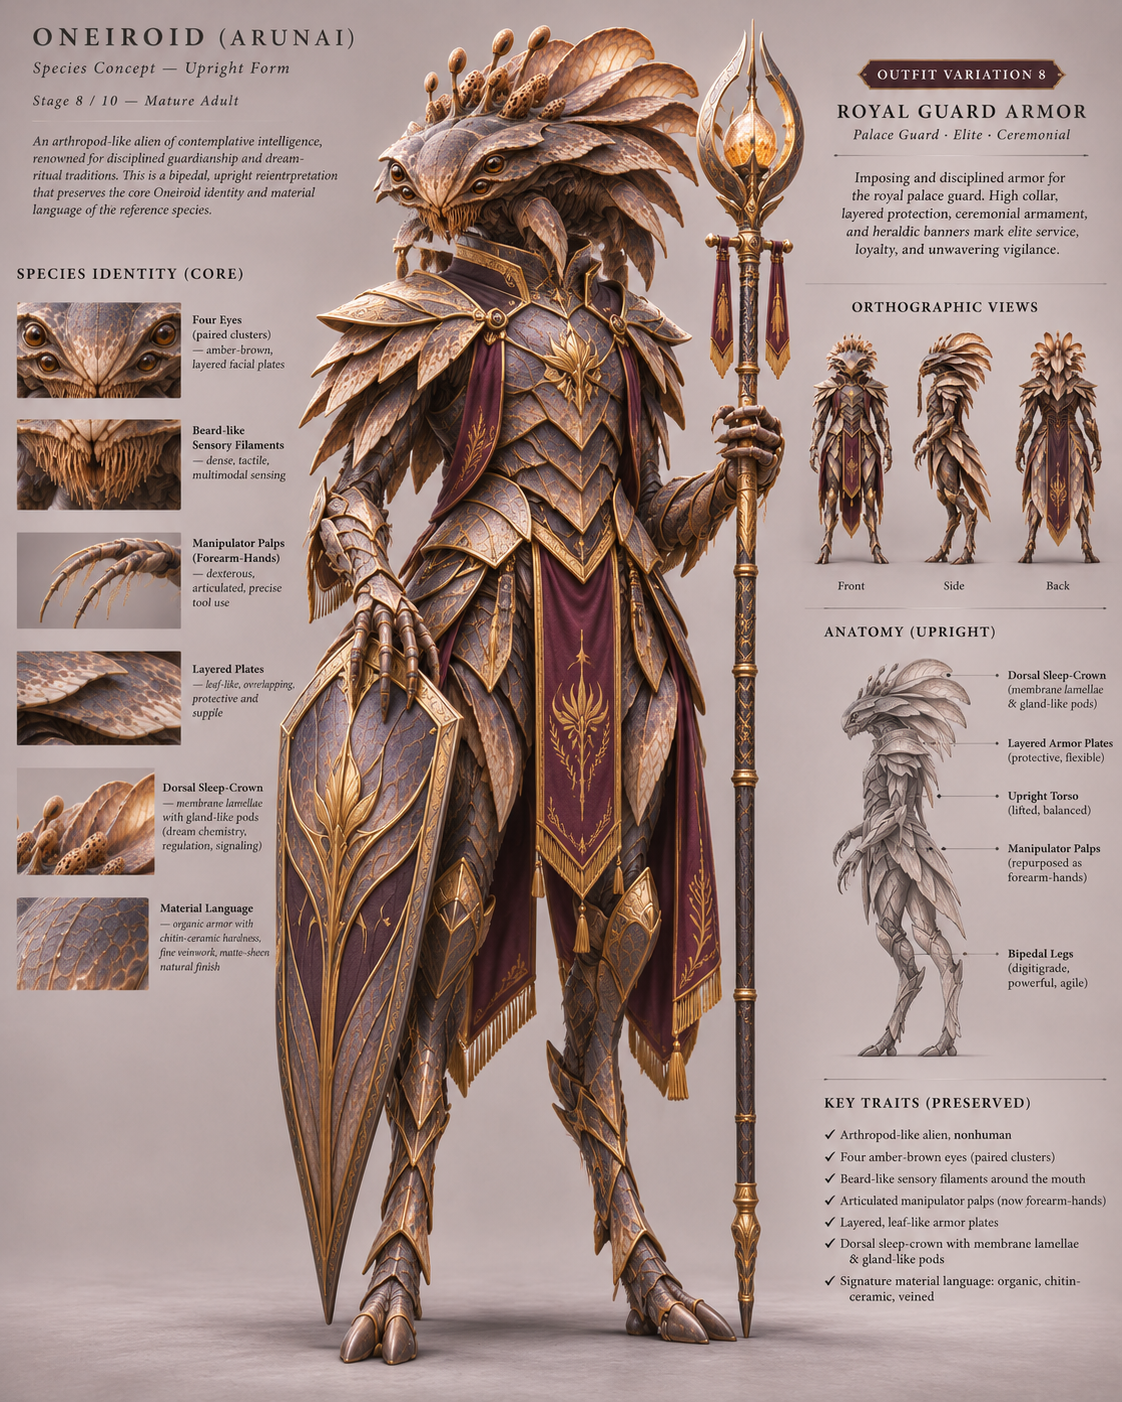 ONEIROID (ARUNAI)
Species Concept — Upright Form
Stage 8 / 10 — Mature Adult
An arthropod-like alien of contemplative intelligence,
renowned for disciplined guardianship and dream-
ritual traditions. This is a bipedal, upright reientrpretation
that preserves the core Oneiroid identity and material
language of the reference species.
SPECIES IDENTITY (CORE)
Four Eyes
(paired clusters)
— amber-brown,
layered facial plates
Beard-like
Sensory Filaments
— dense, tactile,
multimodal sensing
Manipulator Palps
(Forearm-Hands)
— dexterous,
articulated, precise
tool use
Layered Plates
— leaf-like, overlapping,
protective and
supple
Dorsal Sleep-Crown
— membrane lamellae
with gland-like pods
(dream chemistry,
regulation, signaling)
Material Language
— organic armor with
chitin-ceramic hardness,
fine veinwork, matte-sheen
natural finish
OUTFIT VARIATION 8
ROYAL GUARD ARMOR
Palace Guard · Elite · Ceremonial
Imposing and disciplined armor for
the royal palace guard. High collar,
layered protection, ceremonial armament,
and heraldic banners mark elite service,
loyalty, and unwavering vigilance.
ORTHOGRAPHIC VIEWS
Front
Side
Back
ANATOMY (UPRIGHT)
Dorsal Sleep-Crown
(membrane lamellae
& gland-like pods)
Layered Armor Plates
(protective, flexible)
Upright Torso
(lifted, balanced)
Manipulator Palps
(repurposed as
forearm-hands)
Bipedal Legs
(digitigrade,
powerful, agile)
KEY TRAITS (PRESERVED)
✓ Arthropod-like alien, nonhuman
✓ Four amber-brown eyes (paired clusters)
✓ Beard-like sensory filaments around the mouth
✓ Articulated manipulator palps (now forearm-hands)
✓ Layered, leaf-like armor plates
✓ Dorsal sleep-crown with membrane lamellae
& gland-like pods
✓ Signature material language: organic, chitin-
ceramic, veined